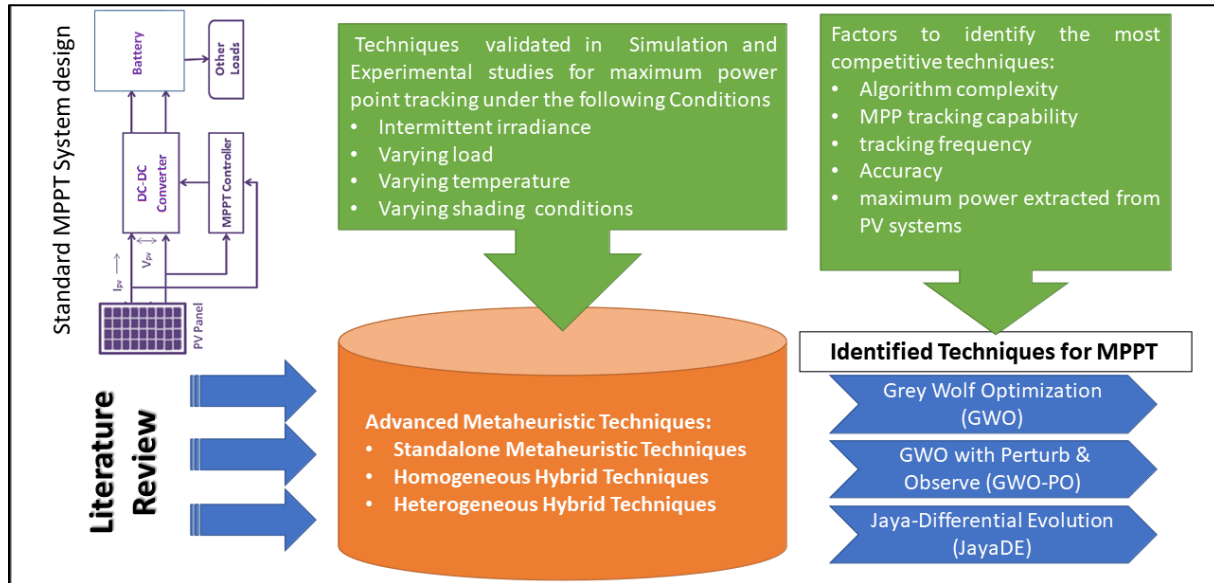 Standard MPPT System design
Battery
Other
Loads
DC-DC
Converter
MPPT Controller
Ipv
Vpv
PV Panel
Techniques validated in Simulation and
Experimental studies for maximum power
point tracking under the following Conditions
• Intermittent irradiance
• Varying load
• Varying temperature
• Varying shading conditions
Factors to identify the most
competitive techniques:
• Algorithm complexity
• MPP tracking capability
• tracking frequency
• Accuracy
• maximum power extracted from
PV systems
Literature
Review
Advanced Metaheuristic Techniques:
• Standalone Metaheuristic Techniques
• Homogeneous Hybrid Techniques
• Heterogeneous Hybrid Techniques
Identified Techniques for MPPT
Grey Wolf Optimization
(GWO)
GWO with Perturb &
Observe (GWO-PO)
Jaya-Differential Evolution
(JayaDE)